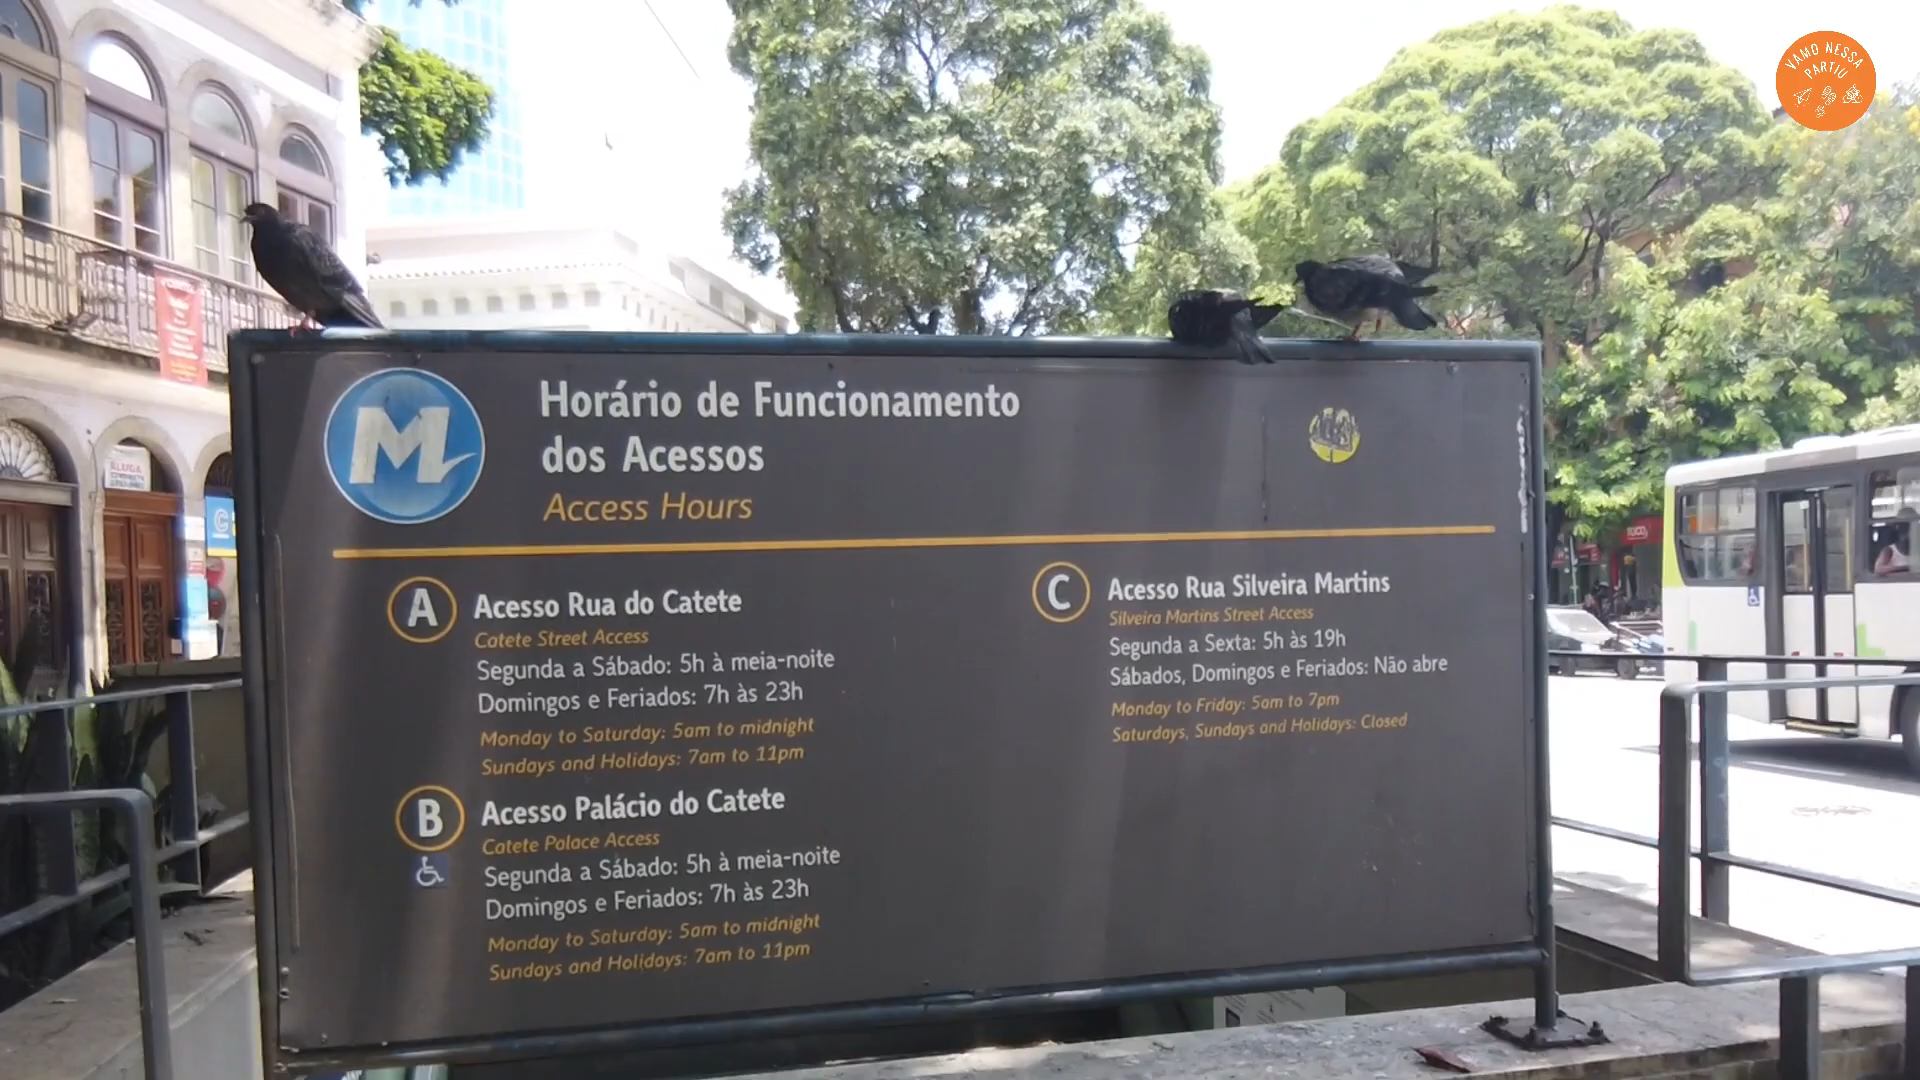 VAMO NESSA
PARTIU
M
Horário de Funcionamento
dos Acessos
Access Hours
A
Acesso Rua do Catete
Catete Street Access
Segunda a Sábado: 5h à meia-noite
Domingos e Feriados: 7h às 23h
Monday to Saturday: 5am to midnight
Sundays and Holidays: 7am to 11pm
B
Acesso Palácio do Catete
Catete Palace Access
Segunda a Sábado: 5h à meia-noite
Domingos e Feriados: 7h às 23h
Monday to Saturday: 5am to midnight
Sundays and Holidays: 7am to 11pm
C
Acesso Rua Silveira Martins
Silveira Martins Street Access
Segunda a Sexta: 5h às 19h
Sábados, Domingos e Feriados: Não abre
Monday to Friday: 5am to 7pm
Saturdays, Sundays and Holidays: Closed
ALUGA